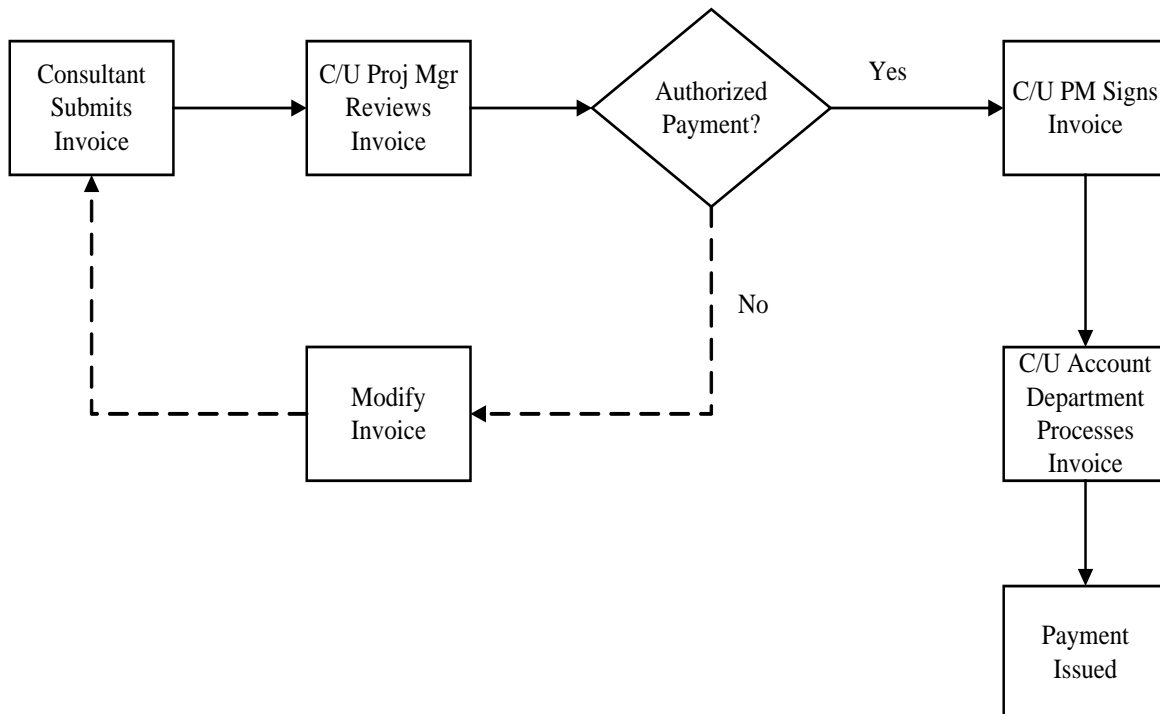 Consultant
Submits
Invoice
C/U Proj Mgr
Reviews
Invoice
Authorized
Payment?
Yes
C/U PM Signs
Invoice
No
Modify
Invoice
C/U Account
Department
Processes
Invoice
Payment
Issued